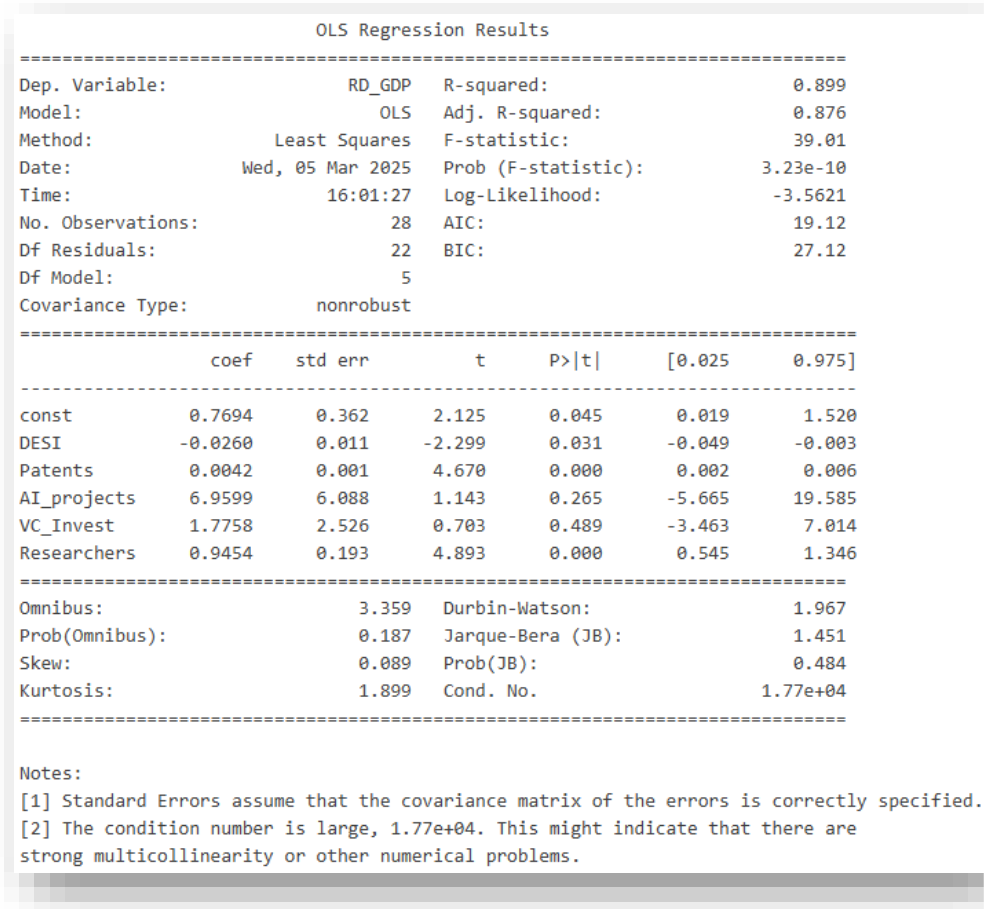 OLS Regression Results
==============================================================================
Dep. Variable: RD_GDP R-squared: 0.899
Model: OLS Adj. R-squared: 0.876
Method: Least Squares F-statistic: 39.01
Date: Wed, 05 Mar 2025 Prob (F-statistic): 3.23e-10
Time: 16:01:27 Log-Likelihood: -3.5621
No. Observations: 28 AIC: 19.12
Df Residuals: 22 BIC: 27.12
Df Model: 5
Covariance Type: nonrobust
===============================================================================
coef std err t P>|t| [0.025 0.975]
-------------------------------------------------------------------------------
const 0.7694 0.362 2.125 0.045 0.019 1.520
DESI -0.0260 0.011 -2.299 0.031 -0.049 -0.003
Patents 0.0042 0.001 4.670 0.000 0.002 0.006
AI_projects 6.9599 6.088 1.143 0.265 -5.665 19.585
VC_Invest 1.7758 2.526 0.703 0.489 -3.463 7.014
Researchers 0.9454 0.193 4.893 0.000 0.545 1.346
==============================================================================
Omnibus: 3.359 Durbin-Watson: 1.967
Prob(Omnibus): 0.187 Jarque-Bera (JB): 1.451
Skew: 0.089 Prob(JB): 0.484
Kurtosis: 1.899 Cond. No. 1.77e+04
==============================================================================
Notes:
[1] Standard Errors assume that the covariance matrix of the errors is correctly specified.
[2] The condition number is large, 1.77e+04. This might indicate that there are
strong multicollinearity or other numerical problems.